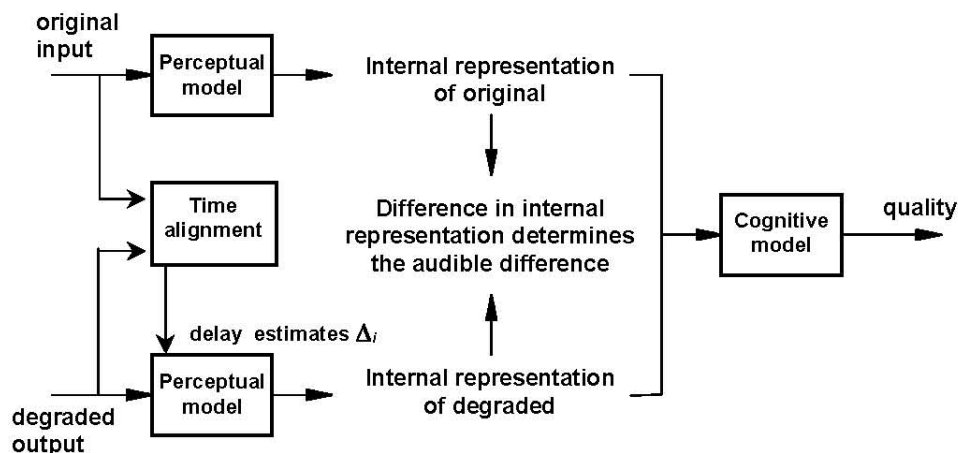 original
input
Perceptual
model
Internal representation
of original
Time
alignment
Difference in internal
representation determines
the audible difference
Cognitive
model
quality
delay estimates Δi
Perceptual
model
Internal representation
of degraded
degraded
output